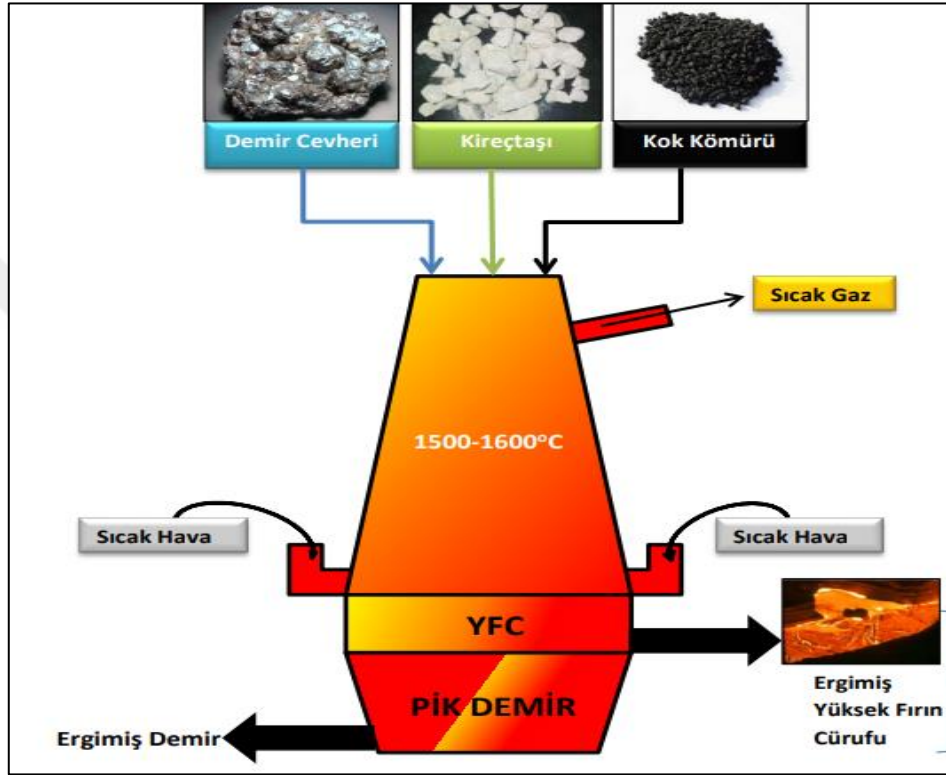 Demir Cevheri
Kireçtaşı
Kok Kömürü
Sıcak Gaz
1500-1600°C
Sıcak Hava
Sıcak Hava
YFC
PİK DEMİR
Ergimiş
Yüksek Fırın
Cürufu
Ergimiş Demir